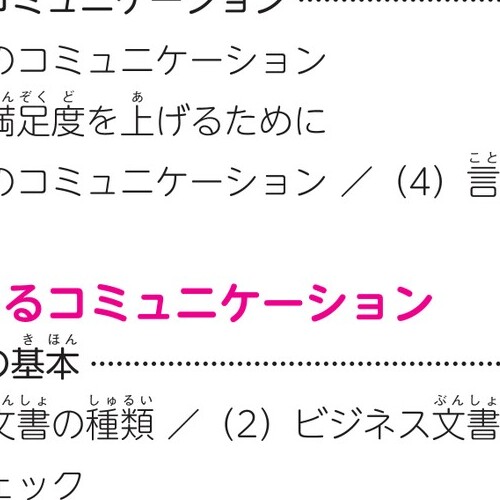 コミュニケーション
のコミュニケーション
満足度を上げるために
のコミュニケーション ／（4）言
るコミュニケーション
の基本
文書の種類 ／（2）ビジネス文書
ェック